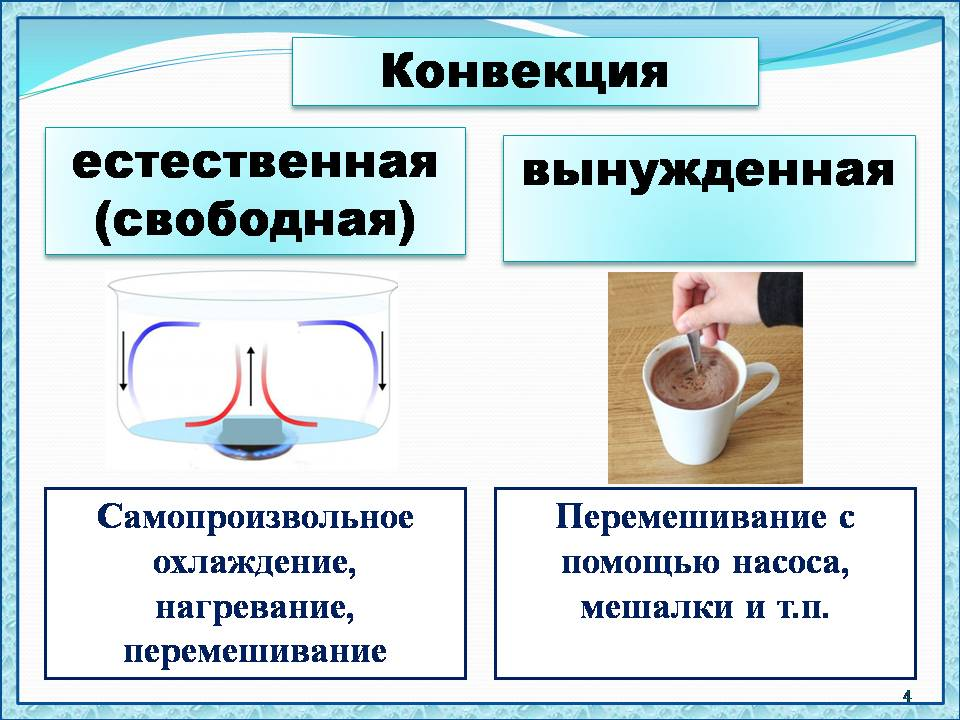 Конвекция
естественная
(свободная)
вынужденная
Самопроизвольное
охлаждение,
нагревание,
перемешивание
Перемешивание с
помощью насоса,
мешалки и т.п.
4